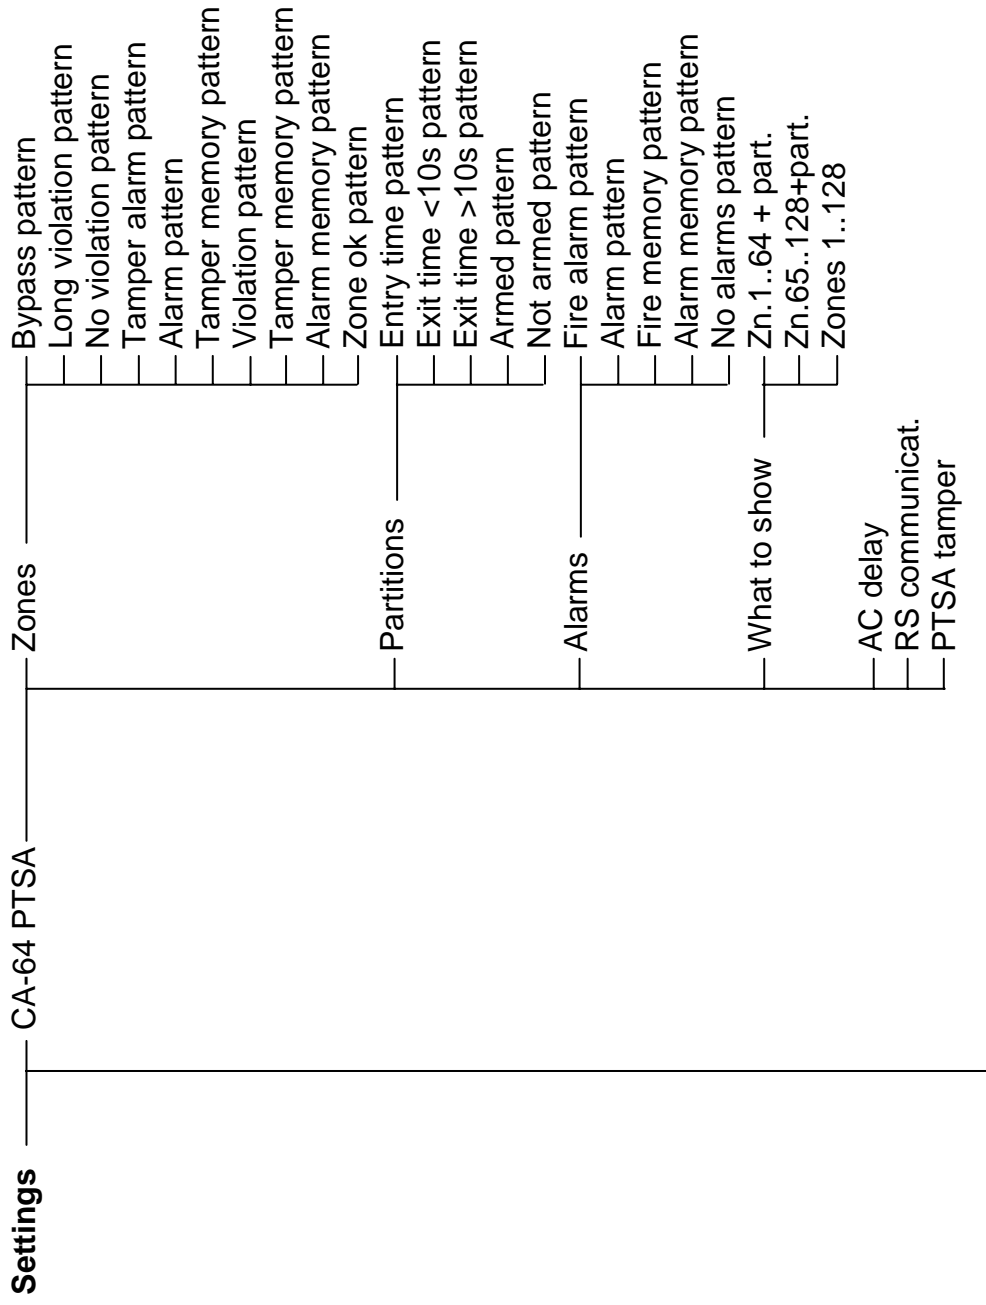 Settings
CA-64 PTSA
Zones
Bypass pattern
Long violation pattern
No violation pattern
Tamper alarm pattern
Alarm pattern
Tamper memory pattern
Violation pattern
Tamper memory pattern
Alarm memory pattern
Zone ok pattern
Partitions
Entry time pattern
Exit time <10s pattern
Exit time >10s pattern
Armed pattern
Not armed pattern
Alarms
Fire alarm pattern
Alarm pattern
Fire memory pattern
Alarm memory pattern
No alarms pattern
What to show
Zn.1..64 + part.
Zn.65..128+part.
Zones 1..128
AC delay
RS communicat.
PTSA tamper